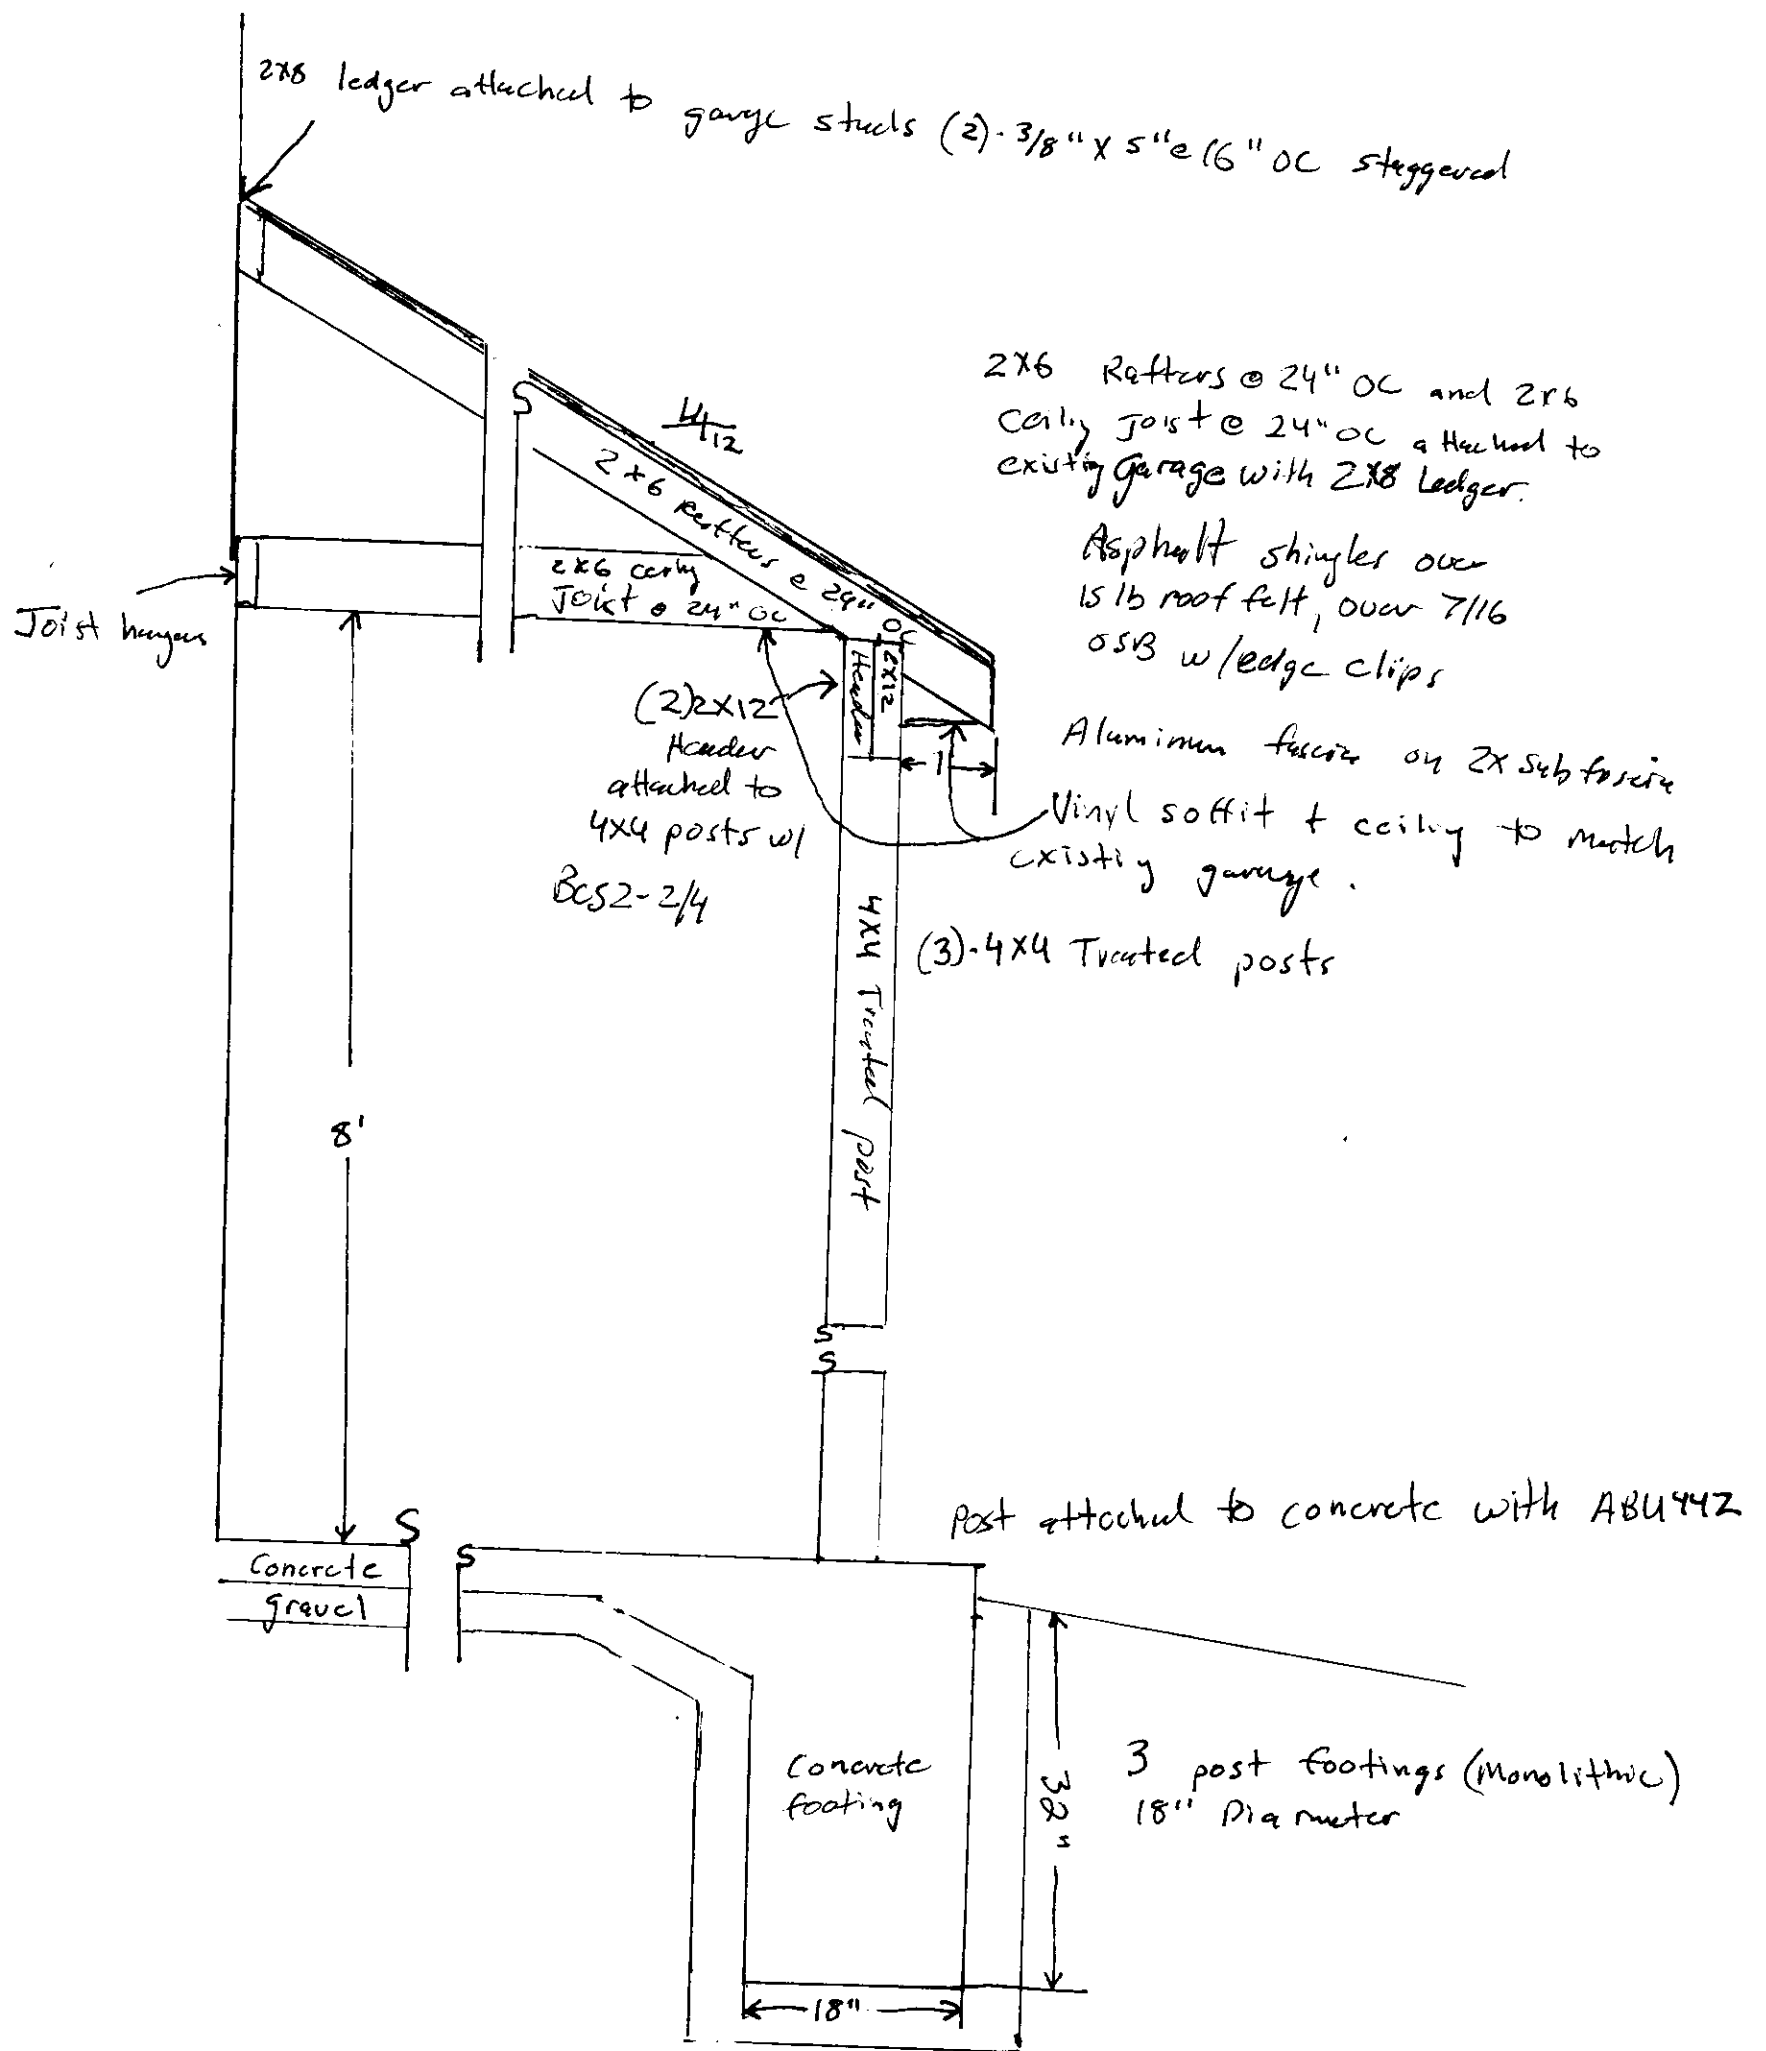 2x8 ledger attached to garage studs (2)-3/8" x 5" @ 16" OC staggered
4/12
2x6 Rafters @ 24" OC and 2x6
Ceiling Joist @ 24" OC attached to
existing Garage with 2x8 Ledger.
2x6 Rafters @ 24" OC
Asphalt shingles over
15 lb roof felt, over 7/16
OSB w/edge clips
2x6 ceiling
Joist @ 24" OC
Joist hangers
2x12
Header
(2)2x12
Header
attached to
4x4 posts w/
BCS2-2/4
1
Aluminum fascia on 2x subfascia
Vinyl soffit + ceiling to match
existing garage.
4x4 Treated post
(3)-4x4 Treated posts
8'
Post attached to concrete with ABU44Z
S
S
S
S
S
Concrete
gravel
Concrete
footing
32"
3 post footings (Monolithic)
18" Diameter
18"